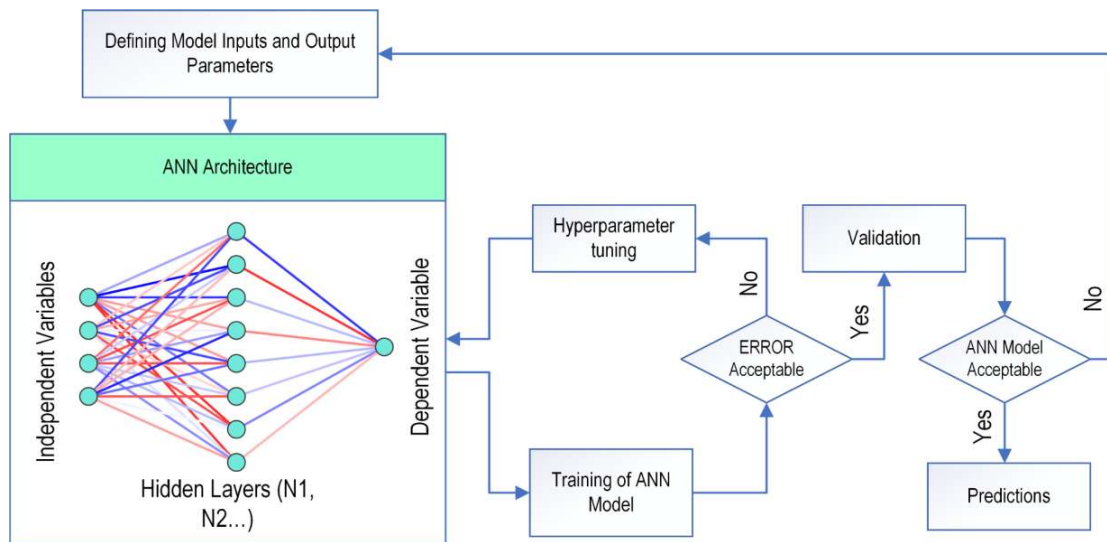 Defining Model Inputs and Output
Parameters
ANN Architecture
Independent Variables
Hidden Layers (N1,
N2...)
Dependent Variable
Hyperparameter
tuning
Training of ANN
Model
No
ERROR
Acceptable
Yes
Validation
ANN Model
Acceptable
No
Yes
Predictions